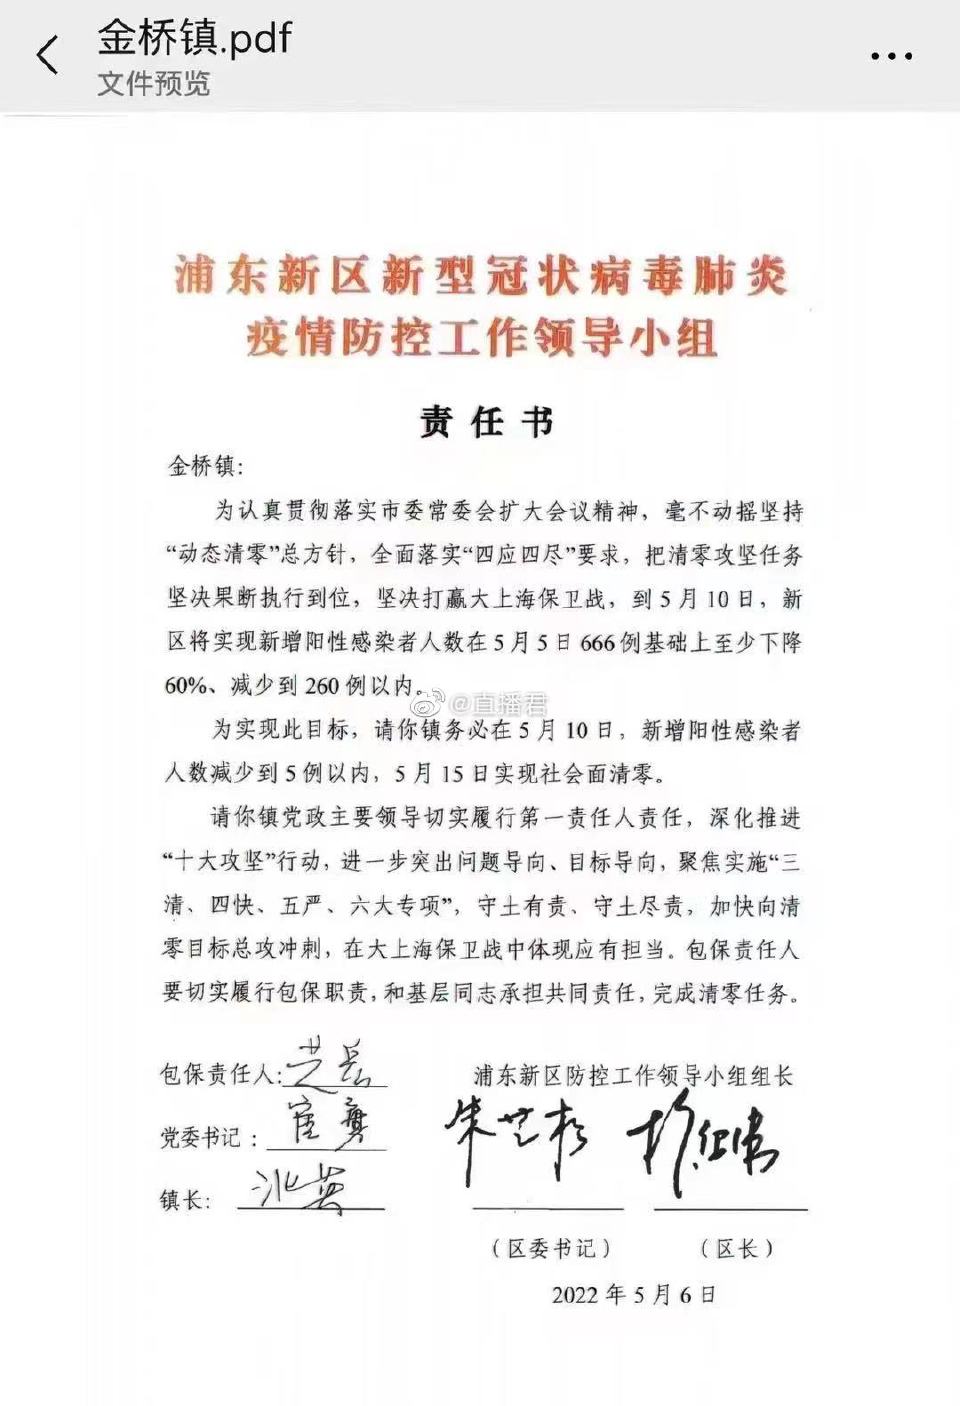 金桥镇.pdf
文件预览
浦东新区新型冠状病毒肺炎
疫情防控工作领导小组
责任书
金桥镇：
为认真贯彻落实市委常委会扩大会议精神，毫不动摇坚持
“动态清零”总方针，全面落实“四应四尽”要求，把清零攻坚任务
坚决果断执行到位，坚决打赢大上海保卫战，到5月10日，新
区将实现新增阳性感染者人数在5月5日666例基础上至少下降
60%、减少到260例以内。
@直播君
为实现此目标，请你镇务必在5月10日，新增阳性感染者
人数减少到5例以内，5月15日实现社会面清零。
请你镇党政主要领导切实履行第一责任人责任，深化推进
“十大攻坚”行动，进一步突出问题导向、目标导向，聚焦实施“三
清、四快、五严、六大专项”，守土有责、守土尽责，加快向清
零目标总攻冲刺，在大上海保卫战中体现应有担当。包保责任人
要切实履行包保职责，和基层同志承担共同责任，完成清零任务。
包保责任人：
党委书记：
镇长：
浦东新区防控工作领导小组组长
朱芝松
（区委书记）
（区长）
2022年5月6日